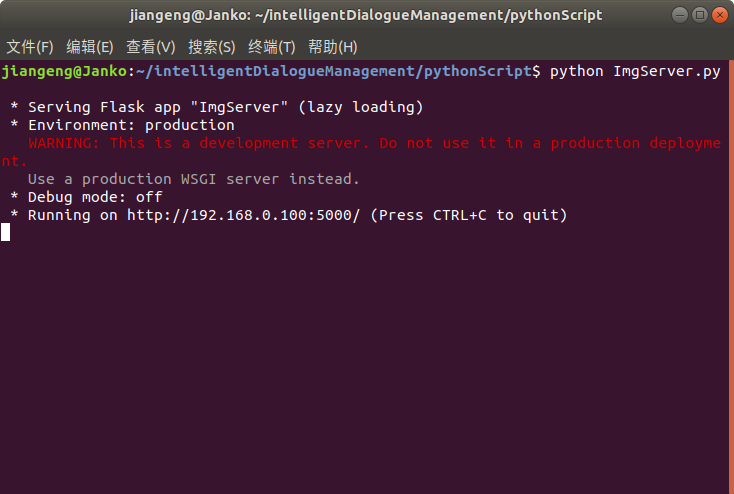 jiangeng@Janko: ~/intelligentDialogueManagement/pythonScript
文件(F) 编辑(E) 查看(V) 搜索(S) 终端(T) 帮助(H)
jiangeng@Janko:~/intelligentDialogueManagement/pythonScript$ python ImgServer.py
* Serving Flask app "ImgServer" (lazy loading)
* Environment: production
WARNING: This is a development server. Do not use it in a production deployme
nt.
Use a production WSGI server instead.
* Debug mode: off
* Running on http://192.168.0.100:5000/ (Press CTRL+C to quit)